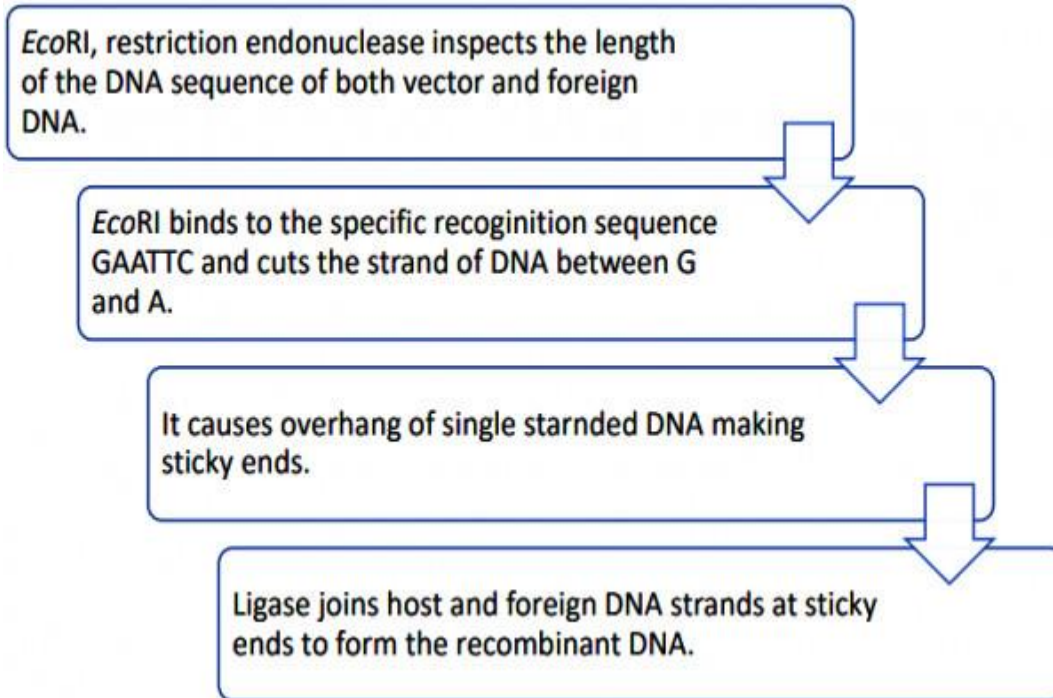 EcoRI, restriction endonuclease inspects the length
of the DNA sequence of both vector and foreign
DNA.
EcoRI binds to the specific recoginition sequence
GAATTC and cuts the strand of DNA between G
and A.
It causes overhang of single starnded DNA making
sticky ends.
Ligase joins host and foreign DNA strands at sticky
ends to form the recombinant DNA.